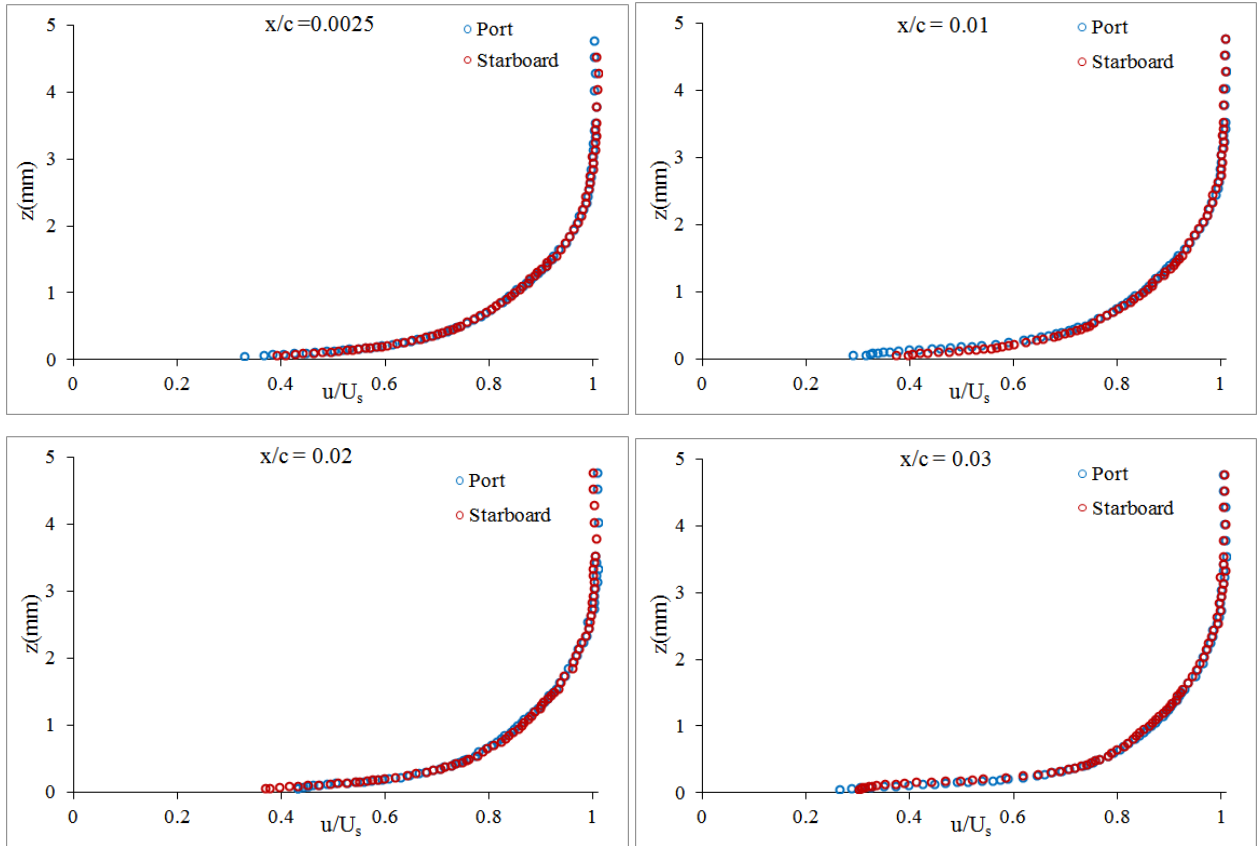 x/c =0.0025
Port
Starboard
5
4
3
2
1
0
z(mm)
0
0.2
0.4
0.6
0.8
1
u/Us
x/c = 0.01
Port
Starboard
5
4
3
2
1
0
z(mm)
0
0.2
0.4
0.6
0.8
1
u/Us
x/c = 0.02
Port
Starboard
5
4
3
2
1
0
z(mm)
0
0.2
0.4
0.6
0.8
1
u/Us
x/c = 0.03
Port
Starboard
5
4
3
2
1
0
z(mm)
0
0.2
0.4
0.6
0.8
1
u/Us